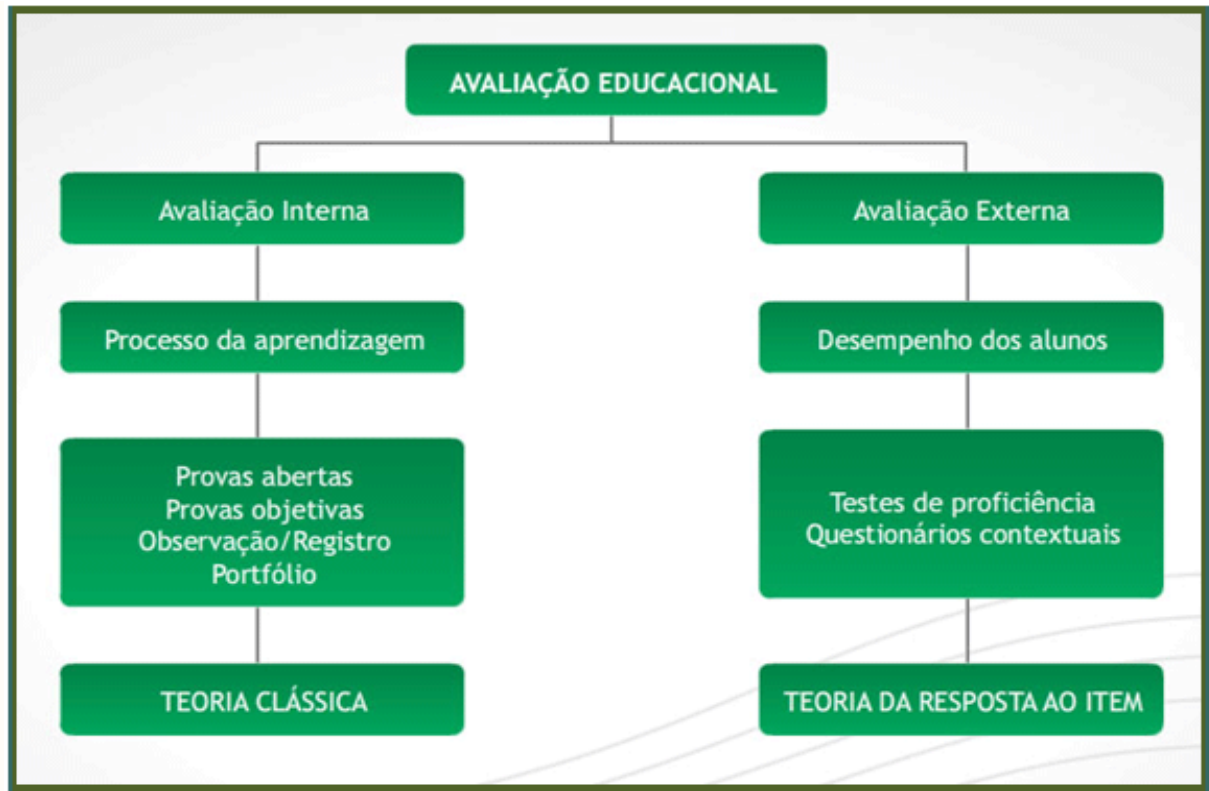 AVALIAÇÃO EDUCACIONAL
Avaliação Interna
Processo da aprendizagem
Provas abertas
Provas objetivas
Observação/Registro
Portfólio
TEORIA CLÁSSICA
Avaliação Externa
Desempenho dos alunos
Testes de proficiência
Questionários contextuais
TEORIA DA RESPOSTA AO ITEM